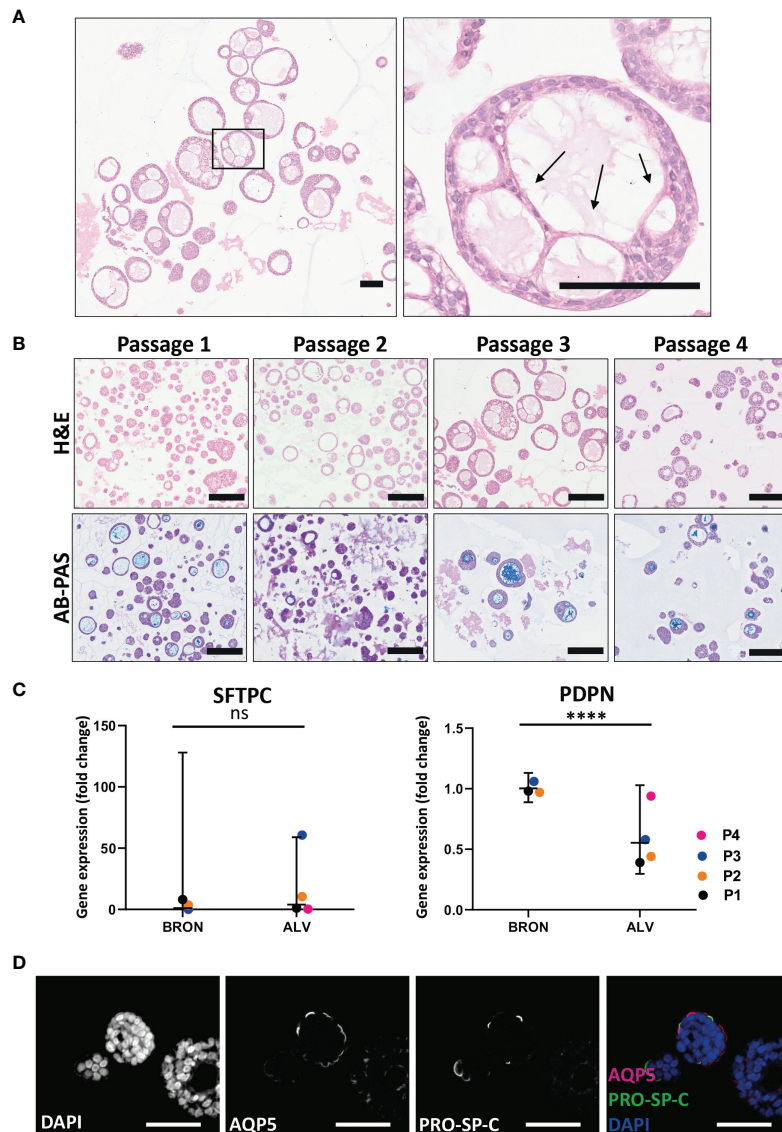 A
B
Passage 1 Passage 2 Passage 3 Passage 4
H&E
AB-PAS
C
SFTPC
ns
Gene expression (fold change)
150
100
50
0
BRON ALV
PDPN
****
Gene expression (fold change)
1.5
1.0
0.5
0.0
BRON ALV
P4
P3
P2
P1
D
DAPI
AQP5
PRO-SP-C
AQP5
PRO-SP-C
DAPI